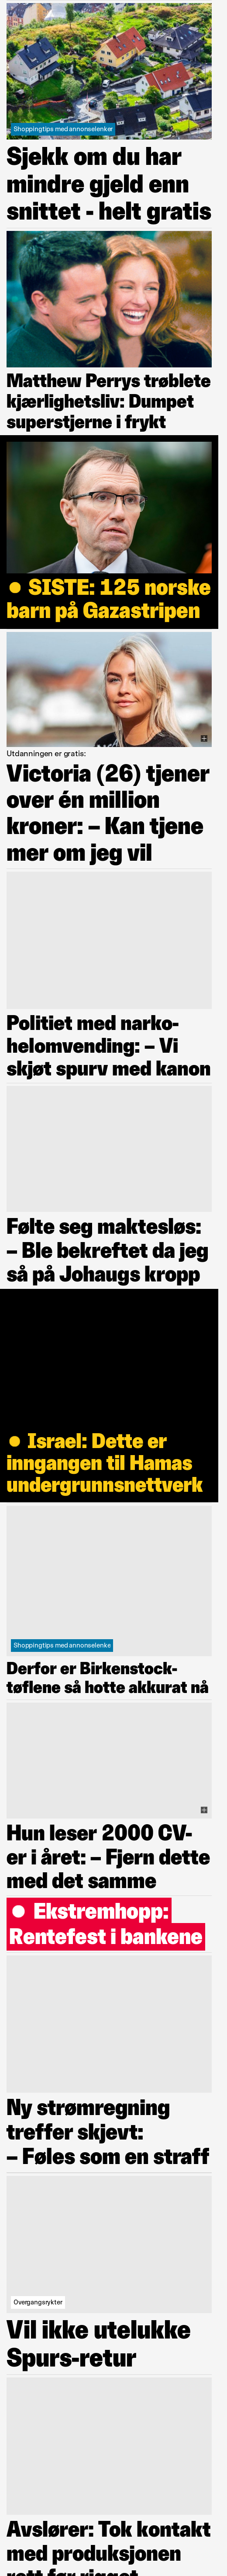 Shoppingtips med annonselenker
Sjekk om du har
mindre gjeld enn
snittet - helt gratis
Matthew Perrys trøblete
kjærlighetsliv: Dumpet
superstjerne i frykt
● SISTE: 125 norske
barn på Gazastripen
Utdanningen er gratis:
Victoria (26) tjener
over én million
kroner: – Kan tjene
mer om jeg vil
Politiet med narko-
helomvending: – Vi
skjøt spurv med kanon
Følte seg maktesløs:
– Ble bekreftet da jeg
så på Johaugs kropp
● Israel: Dette er
inngangen til Hamas
undergrunnsnettverk
Shoppingtips med annonselenke
Derfor er Birkenstock-
tøflene så hotte akkurat nå
Hun leser 2000 CV-
er i året: – Fjern dette
med det samme
● Ekstremhopp:
Rentefest i bankene
Ny strømregning
treffer skjevt:
– Føles som en straff
Overgangsrykter
Vil ikke utelukke
Spurs-retur
Avslører: Tok kontakt
med produksjonen